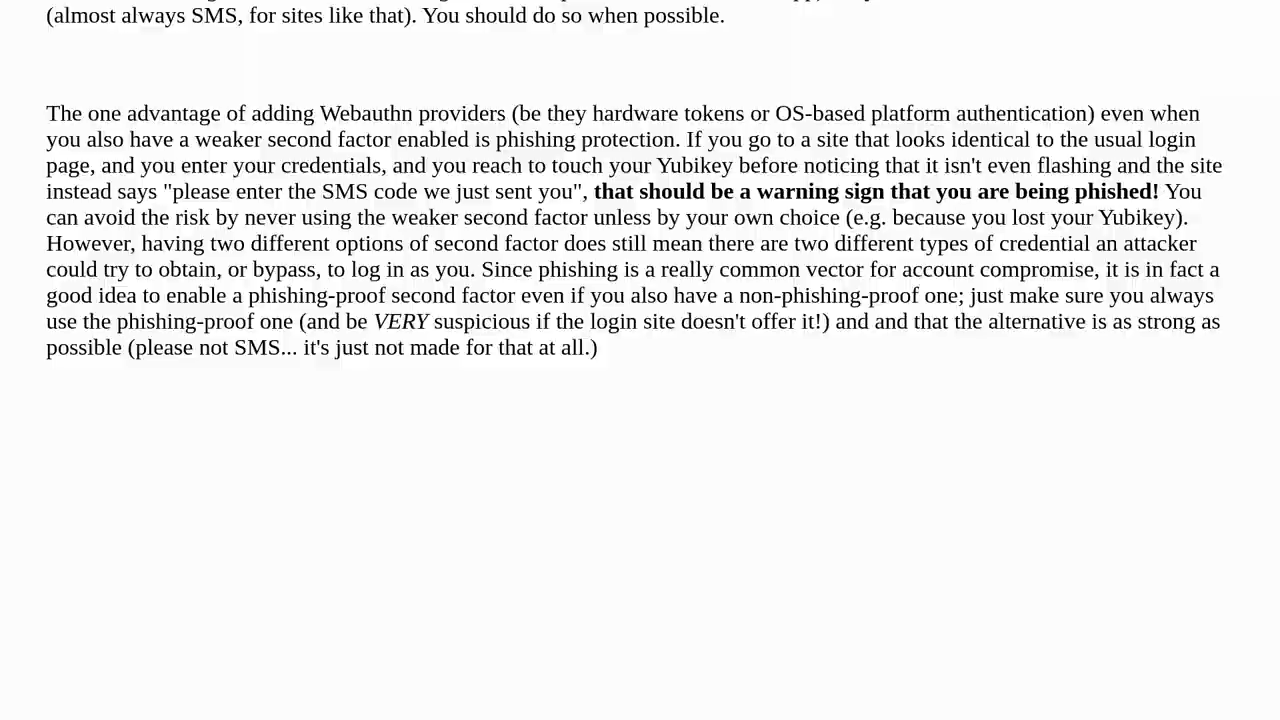 (almost always SMS, for sites like that). You should do so when possible.
The one advantage of adding Webauthn providers (be they hardware tokens or OS-based platform authentication) even when
you also have a weaker second factor enabled is phishing protection. If you go to a site that looks identical to the usual login
page, and you enter your credentials, and you reach to touch your Yubikey before noticing that it isn't even flashing and the site
instead says "please enter the SMS code we just sent you", that should be a warning sign that you are being phished! You
can avoid the risk by never using the weaker second factor unless by your own choice (e.g. because you lost your Yubikey).
However, having two different options of second factor does still mean there are two different types of credential an attacker
could try to obtain, or bypass, to log in as you. Since phishing is a really common vector for account compromise, it is in fact a
good idea to enable a phishing-proof second factor even if you also have a non-phishing-proof one; just make sure you always
use the phishing-proof one (and be VERY suspicious if the login site doesn't offer it!) and and that the alternative is as strong as
possible (please not SMS... it's just not made for that at all.)